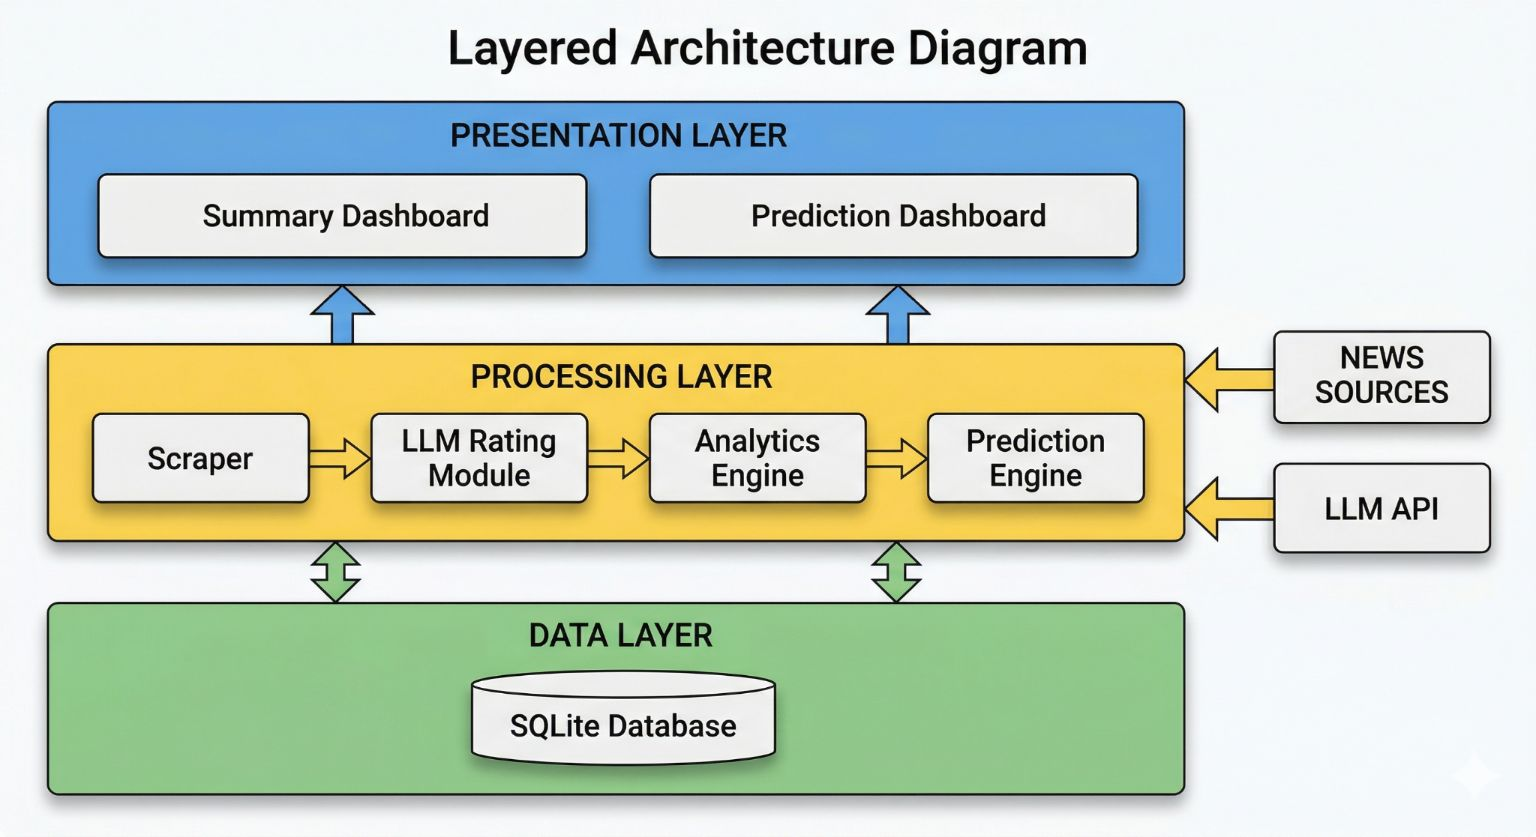 Layered Architecture Diagram
PRESENTATION LAYER
Summary Dashboard
Prediction Dashboard
PROCESSING LAYER
Scraper
LLM Rating
Module
Analytics
Engine
Prediction
Engine
NEWS
SOURCES
LLM API
DATA LAYER
SQLite Database